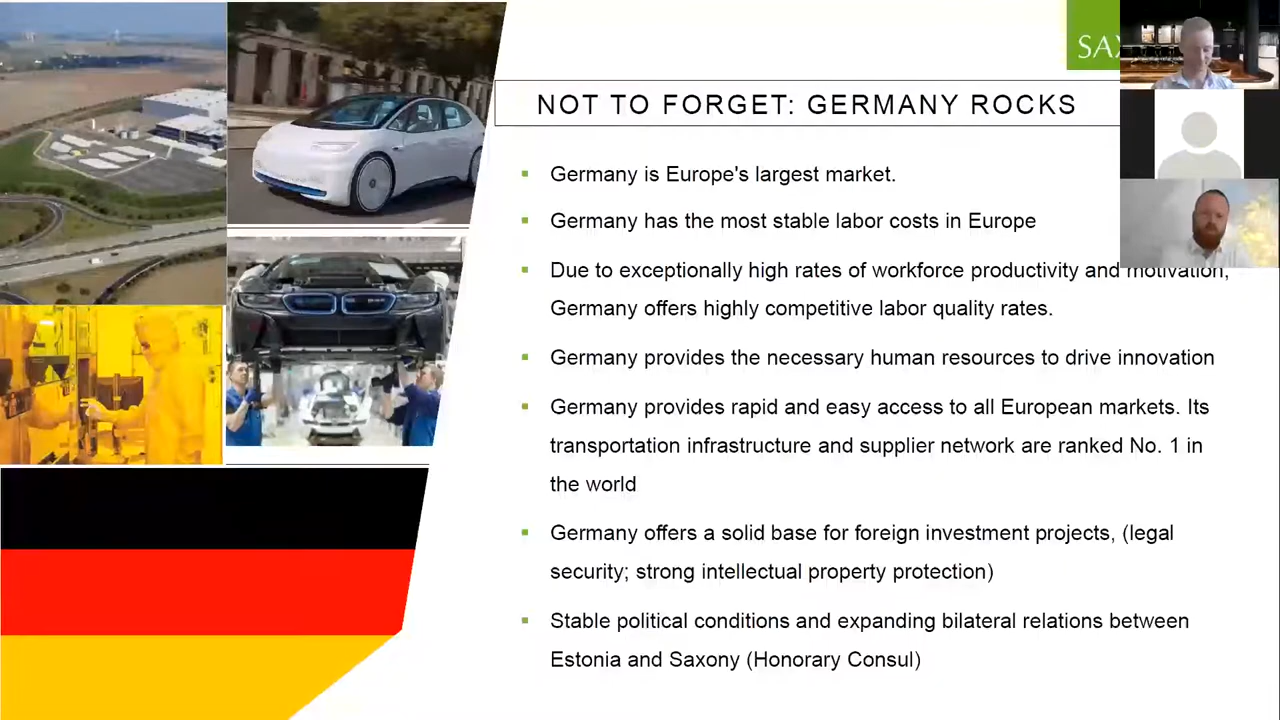 SAX
NOT TO FORGET: GERMANY ROCKS
Germany is Europe's largest market.
Germany has the most stable labor costs in Europe
Due to exceptionally high rates of workforce productivity and motivation,
Germany offers highly competitive labor quality rates.
Germany provides the necessary human resources to drive innovation
Germany provides rapid and easy access to all European markets. Its
transportation infrastructure and supplier network are ranked No. 1 in
the world
Germany offers a solid base for foreign investment projects, (legal
security; strong intellectual property protection)
Stable political conditions and expanding bilateral relations between
Estonia and Saxony (Honorary Consul)